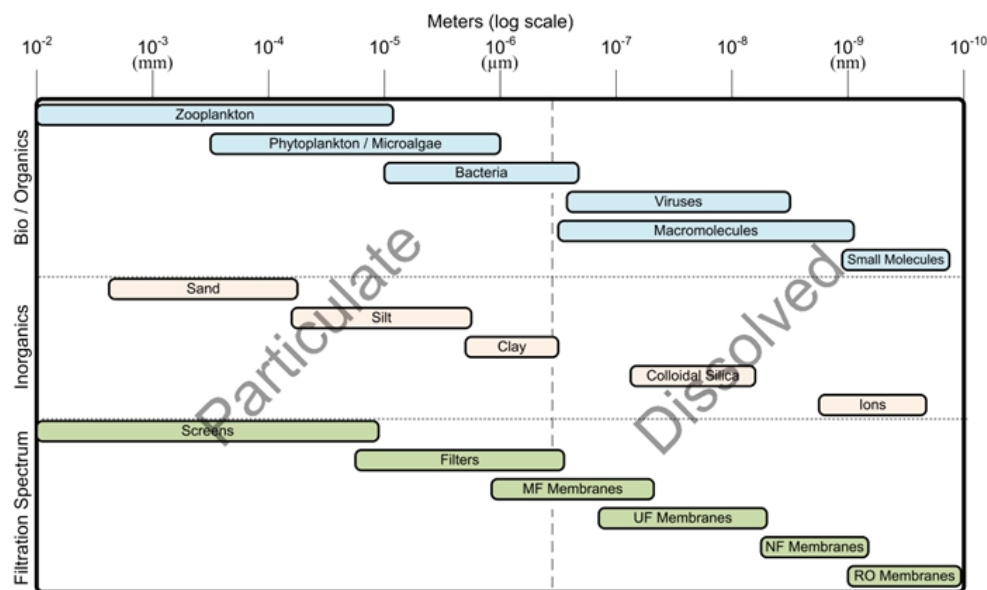 Meters (log scale)
10⁻² 10⁻³ 10⁻⁴ 10⁻⁵ 10⁻⁶ 10⁻⁷ 10⁻⁸ 10⁻⁹ 10⁻¹⁰
(mm) (μm) (nm)
Bio / Organics
Zooplankton
Phytoplankton / Microalgae
Bacteria
Viruses
Macromolecules
Small Molecules
Particulate
Dissolved
Inorganics
Sand
Silt
Clay
Colloidal Silica
Ions
Filtration Spectrum
Screens
Filters
MF Membranes
UF Membranes
NF Membranes
RO Membranes